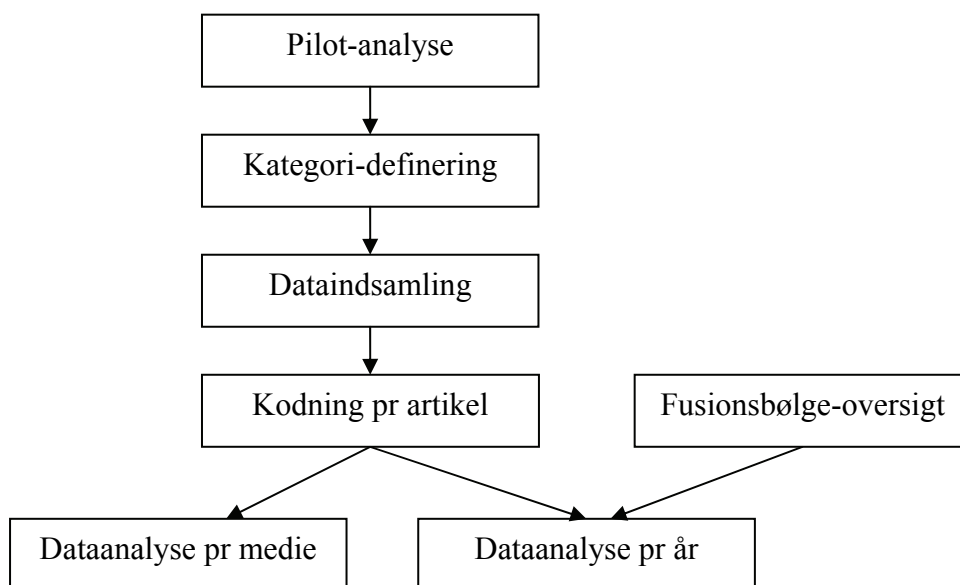 Pilot-analyse
Kategori-definering
Dataindsamling
Kodning pr artikel
Fusionsbølge-oversigt
Dataanalyse pr medie
Dataanalyse pr år